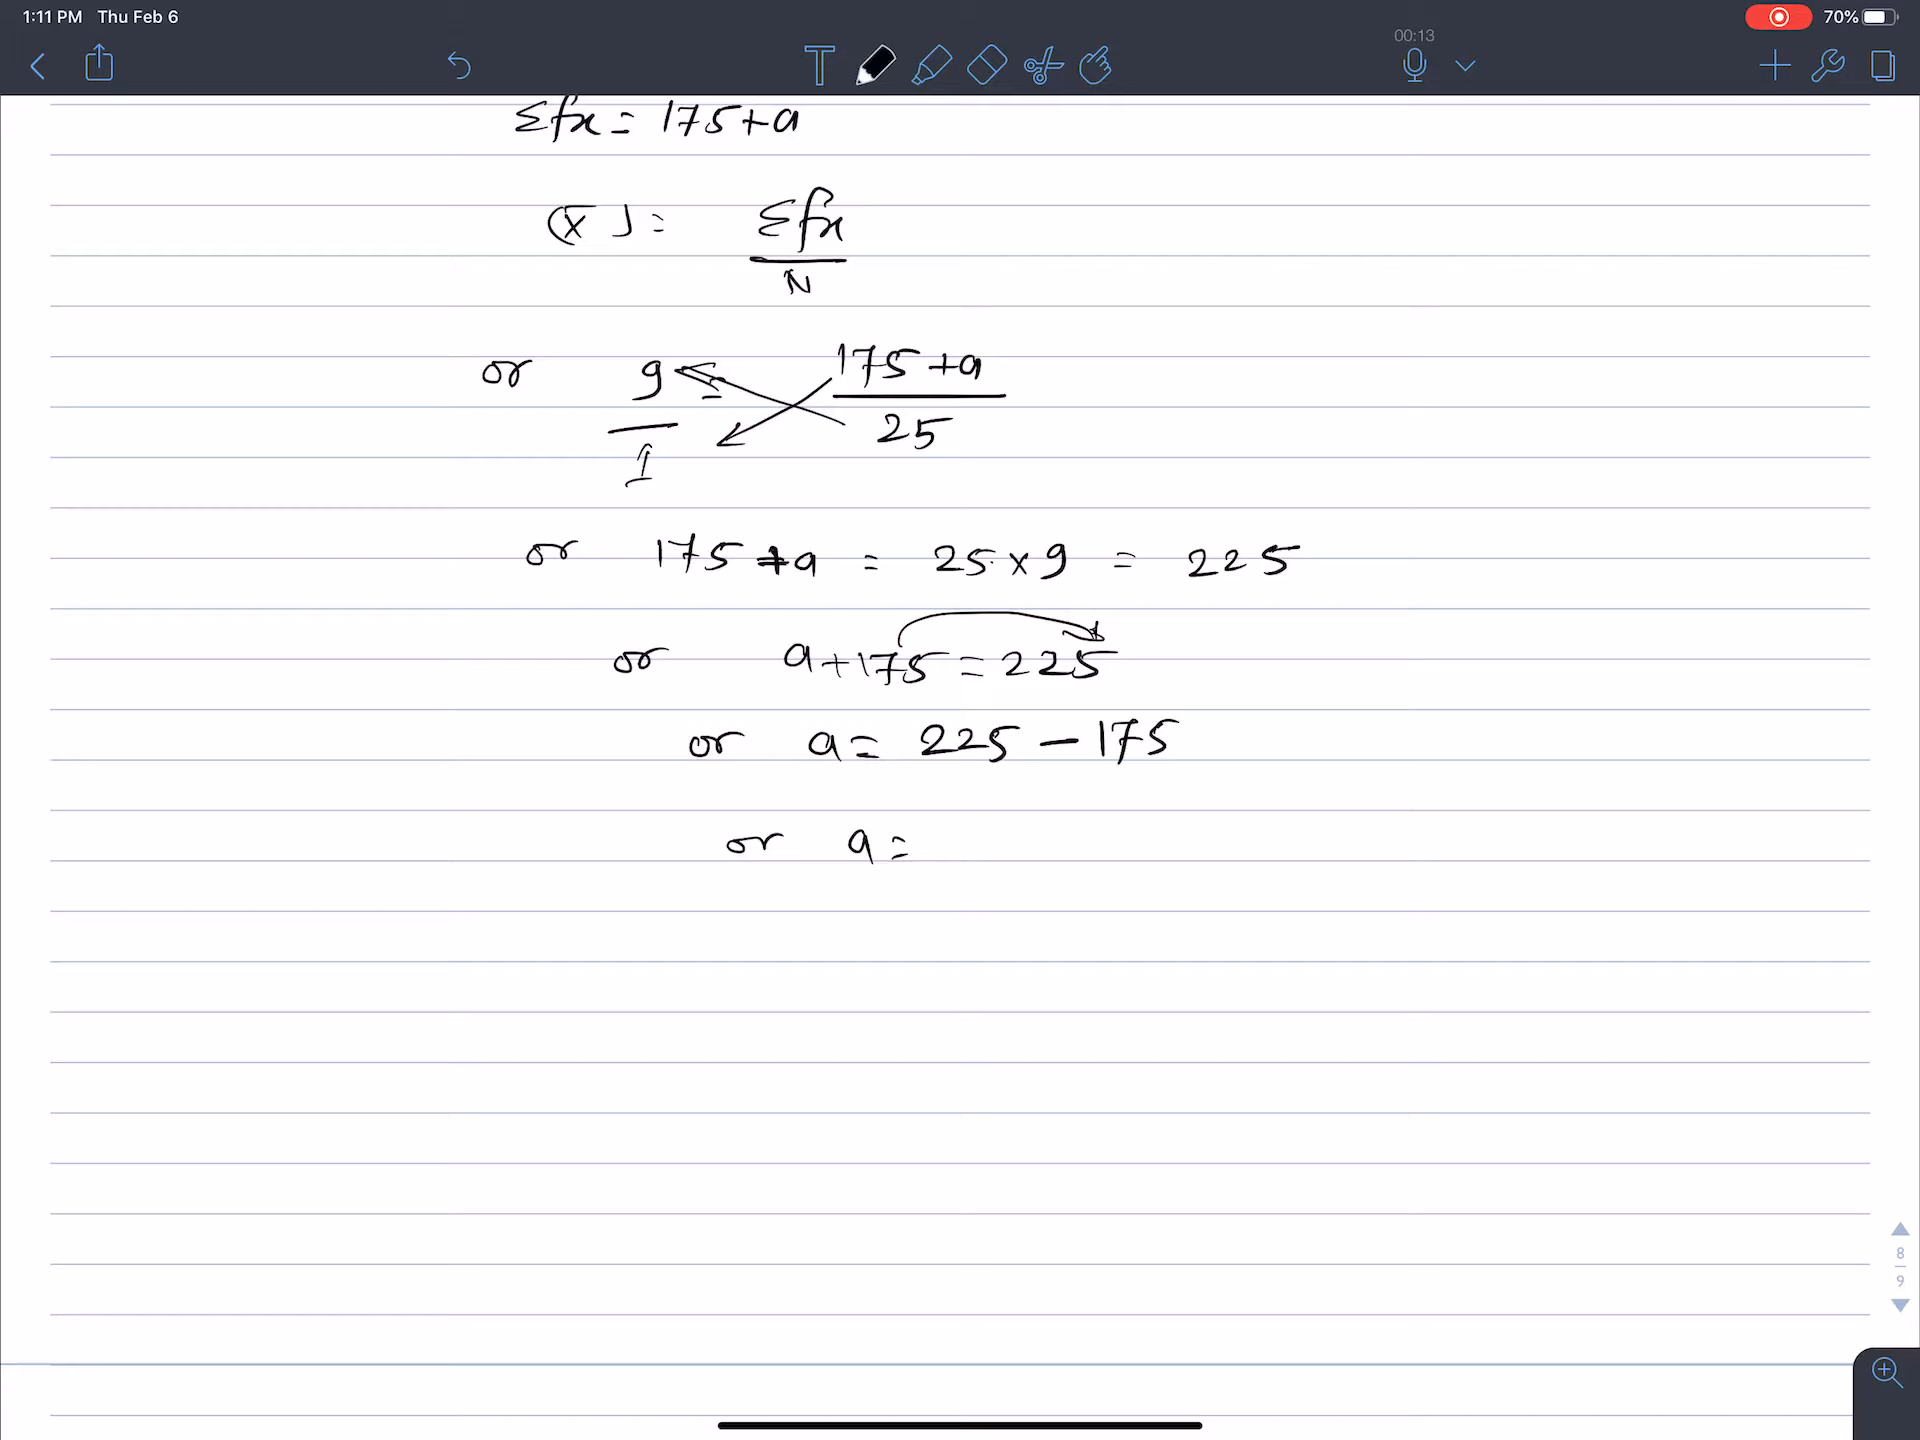 1:11 PM Thu Feb 6
70%
00:13
Σfx = 175+a
(x̄) = Σfx
N
or 9 = 175+a
1 25
or 175+a = 25×9 = 225
or a+175=225
or a= 225 − 175
or a=
8
9